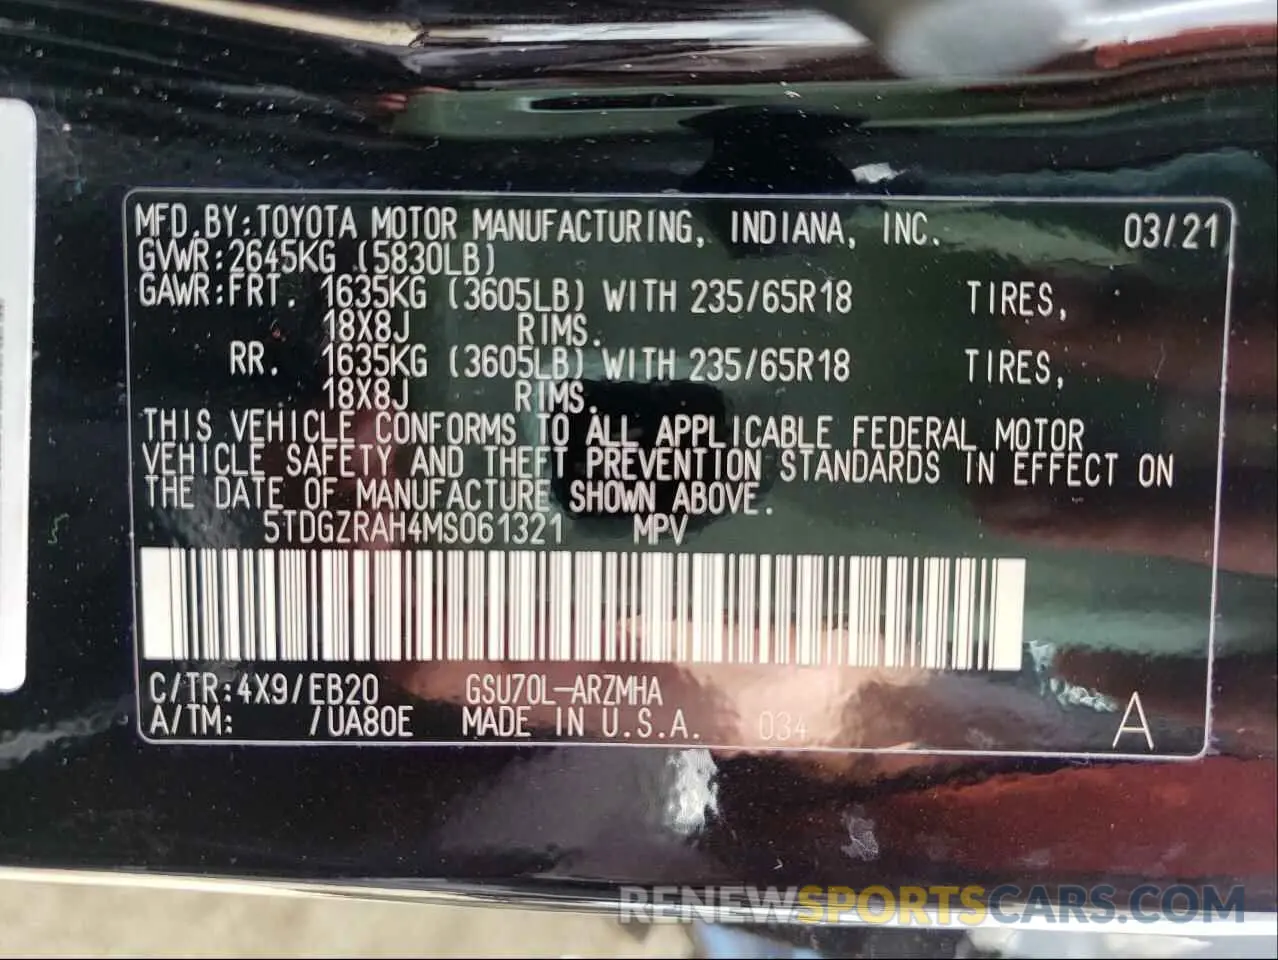 MFD.BY:TOYOTA MOTOR MANUFACTURING, INDIANA, INC. 03/21
GVWR:2645KG (5830LB)
GAWR:FRT. 1635KG (3605LB) WITH 235/65R18 TIRES,
18X8J RIMS.
RR. 1635KG (3605LB) WITH 235/65R18 TIRES,
18X8J RIMS.
THIS VEHICLE CONFORMS TO ALL APPLICABLE FEDERAL MOTOR
VEHICLE SAFETY AND THEFT PREVENTION STANDARDS IN EFFECT ON
THE DATE OF MANUFACTURE SHOWN ABOVE.
5TDGZRAH4MS061321 MPV
C/TR:4X9/EB20 GSU70L-ARZMHA
A/TM: /UA80E MADE IN U.S.A. 034 A
RENEWSPORTSCARS.COM